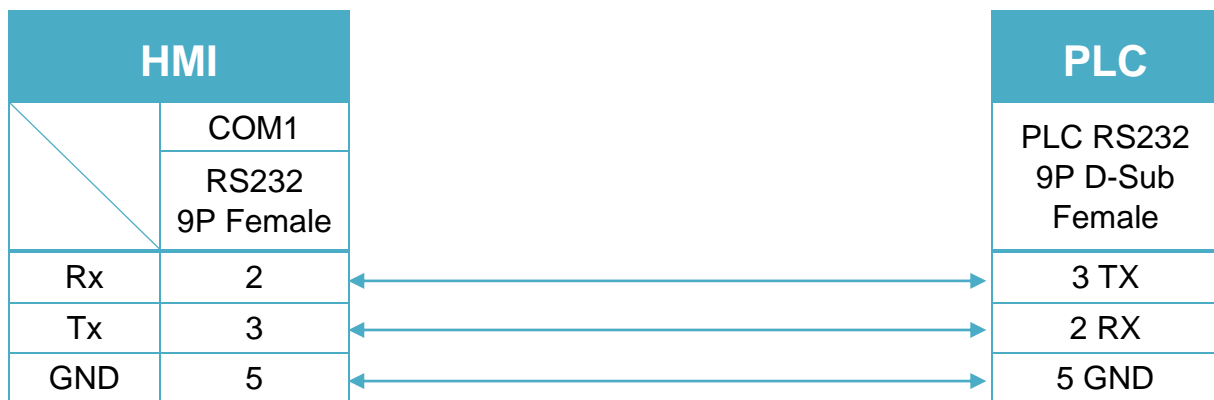 HMI
PLC
COM1
RS232
9P Female
PLC RS232
9P D-Sub
Female
Rx 2 3 TX
Tx 3 2 RX
GND 5 5 GND